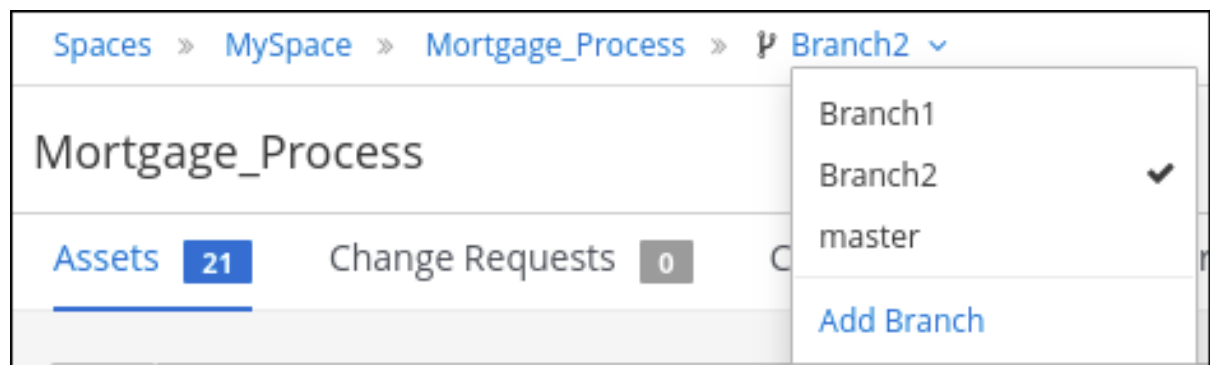 Spaces » MySpace » Mortgage_Process » Branch2
Branch1
Mortgage_Process
Branch2
master
Assets 21 Change Requests 0
Add Branch